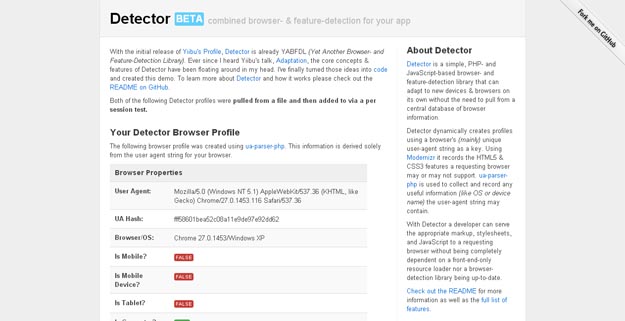 Detector BETA combined browser- & feature-detection for your app
Fork me on GitHub
With the initial release of Yiibu's Profile, Detector is already YABFDL (Yet Another Browser- and
Feature-Detection Library). Ever since I heard Yiibu's talk, Adaptation, the core concepts &
features of Detector have been floating around in my head. I've finally turned those ideas into code
and created this demo. To learn more about Detector and how it works please check out the
README on GitHub.
Both of the following Detector profiles were pulled from a file and then added to via a per
session test.
Your Detector Browser Profile
The following browser profile was created using ua-parser-php. This information is derived solely
from the user agent string for your browser.
Browser Properties
User Agent: Mozilla/5.0 (Windows NT 5.1) AppleWebKit/537.36 (KHTML, like
Gecko) Chrome/27.0.1453.116 Safari/537.36
UA Hash: fff58601bea52c08a11e9de97e92dd62
Browser/OS: Chrome 27.0.1453/Windows XP
Is Mobile? FALSE
Is Mobile FALSE
Device?
Is Tablet? FALSE
About Detector
Detector is a simple, PHP- and
JavaScript-based browser- and
feature-detection library that can
adapt to new devices & browsers on
its own without the need to pull from a
central database of browser
information.
Detector dynamically creates profiles
using a browser's (mainly) unique
user-agent string as a key. Using
Modernizr it records the HTML5 &
CSS3 features a requesting browser
may or may not support. ua-parser-
php is used to collect and record any
useful information (like OS or device
name) the user-agent string may
contain.
With Detector a developer can serve
the appropriate markup, stylesheets,
and JavaScript to a requesting
browser without being completely
dependent on a front-end-only
resource loader nor a browser-
detection library being up-to-date.
Check out the README for more
information as well as the full list of
features.